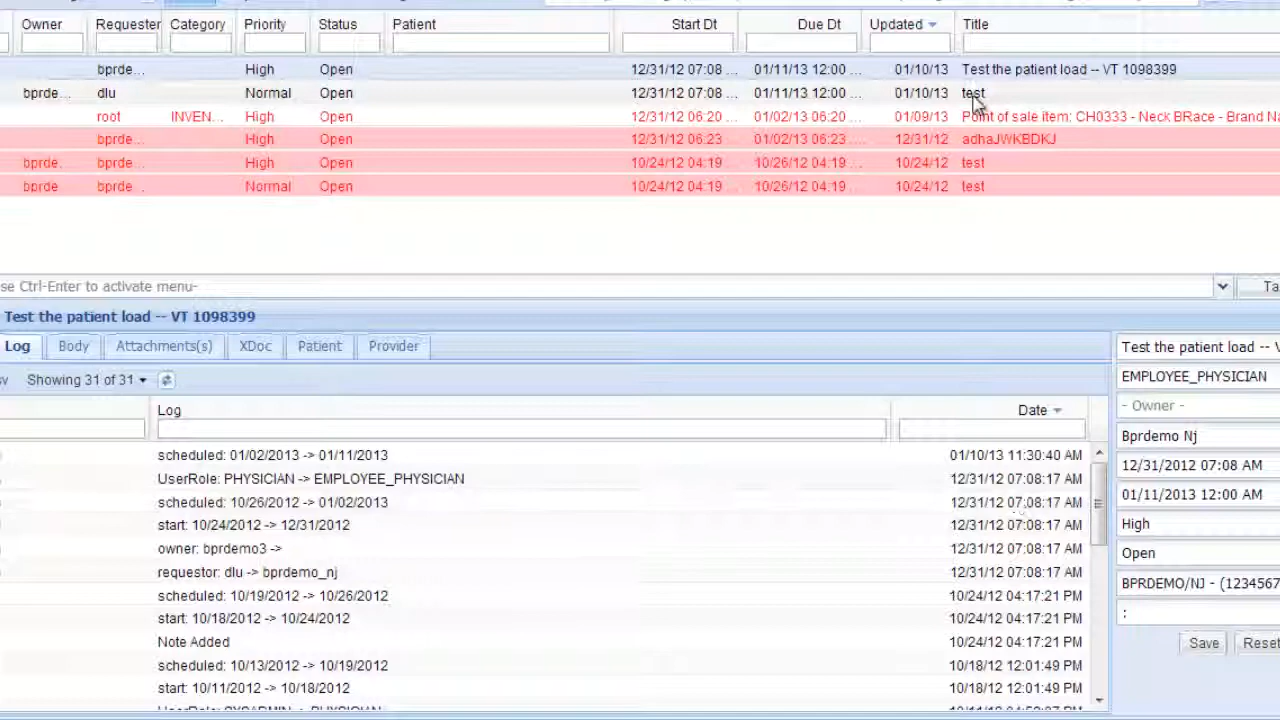 Owner Requester Category Priority Status Patient Start Dt Due Dt Updated Title
bprde... High Open 12/31/12 07:08 ... 01/11/13 12:00 ... 01/10/13 Test the patient load -- VT 1098399
bprde... dlu Normal Open 12/31/12 07:08 ... 01/11/13 12:00 ... 01/10/13 test
root INVEN... High Open 12/31/12 06:20 ... 01/02/13 06:20 ... 01/09/13 Point of sale item: CH0333 - Neck BRace - Brand Na
bprde... High Open 12/31/12 06:23 ... 01/02/13 06:23 ... 12/31/12 adhaJWKBDKJ
bprde. bprde... High Open 10/24/12 04:19 ... 10/26/12 04:19 ... 10/24/12 test
bprde bprde... Normal Open 10/24/12 04:19 ... 10/26/12 04:19 ... 10/24/12 test
se Ctrl-Enter to activate menu- Ta
Test the patient load -- VT 1098399
Log Body Attachments(s) XDoc Patient Provider
Showing 31 of 31
Log Date
scheduled: 01/02/2013 -> 01/11/2013 01/10/13 11:30:40 AM
UserRole: PHYSICIAN -> EMPLOYEE_PHYSICIAN 12/31/12 07:08:17 AM
scheduled: 10/26/2012 -> 01/02/2013 12/31/12 07:08:17 AM
start: 10/24/2012 -> 12/31/2012 12/31/12 07:08:17 AM
owner: bprdemo3 -> 12/31/12 07:08:17 AM
requestor: dlu -> bprdemo_nj 12/31/12 07:08:17 AM
scheduled: 10/19/2012 -> 10/26/2012 10/24/12 04:17:21 PM
start: 10/18/2012 -> 10/24/2012 10/24/12 04:17:21 PM
Note Added 10/24/12 04:17:21 PM
scheduled: 10/13/2012 -> 10/19/2012 10/18/12 12:01:49 PM
start: 10/11/2012 -> 10/18/2012 10/18/12 12:01:49 PM
Test the patient load -- V
EMPLOYEE_PHYSICIAN
- Owner -
Bprdemo Nj
12/31/2012 07:08 AM
01/11/2013 12:00 AM
High
Open
BPRDEMO/NJ - (1234567
:
Save Reset